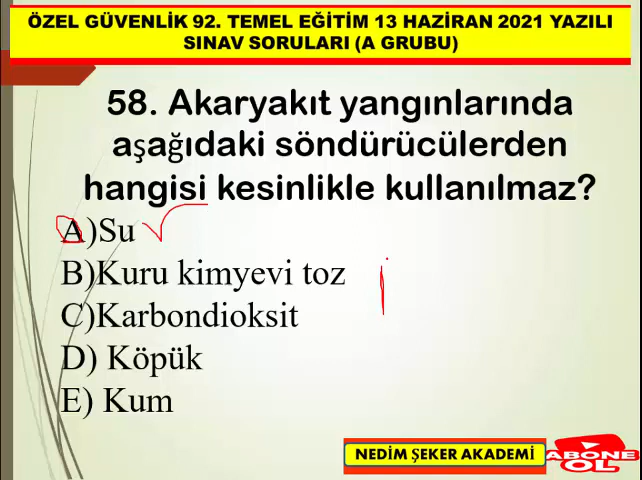 ÖZEL GÜVENLİK 92. TEMEL EĞİTİM 13 HAZİRAN 2021 YAZILI
SINAV SORULARI (A GRUBU)
58. Akaryakıt yangınlarında
aşağıdaki söndürücülerden
hangisi kesinlikle kullanılmaz?
A)Su
B)Kuru kimyevi toz
C)Karbondioksit
D) Köpük
E) Kum
NEDİM ŞEKER AKADEMİ
ABONE
OL